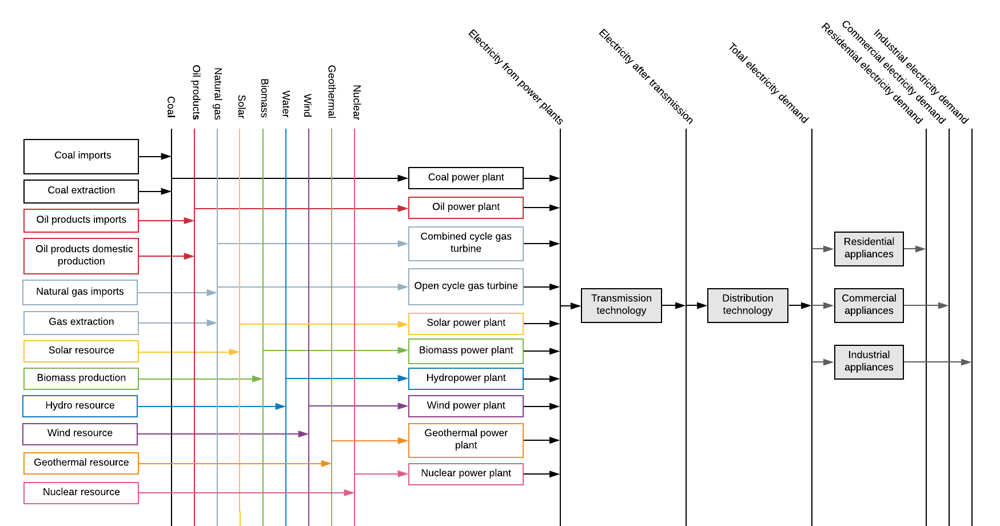 Coal
Oil products
Natural gas
Solar
Biomass
Water
Wind
Geothermal
Nuclear
Electricity from power plants
Electricity after transmission
Total electricity demand
Residential electricity demand
Commercial electricity demand
Industrial electricity demand
Coal imports
Coal extraction
Oil products imports
Oil products domestic
production
Natural gas imports
Gas extraction
Solar resource
Biomass production
Hydro resource
Wind resource
Geothermal resource
Nuclear resource
Coal power plant
Oil power plant
Combined cycle gas
turbine
Open cycle gas turbine
Solar power plant
Biomass power plant
Hydropower plant
Wind power plant
Geothermal power
plant
Nuclear power plant
Transmission
technology
Distribution
technology
Residential
appliances
Commercial
appliances
Industrial
appliances